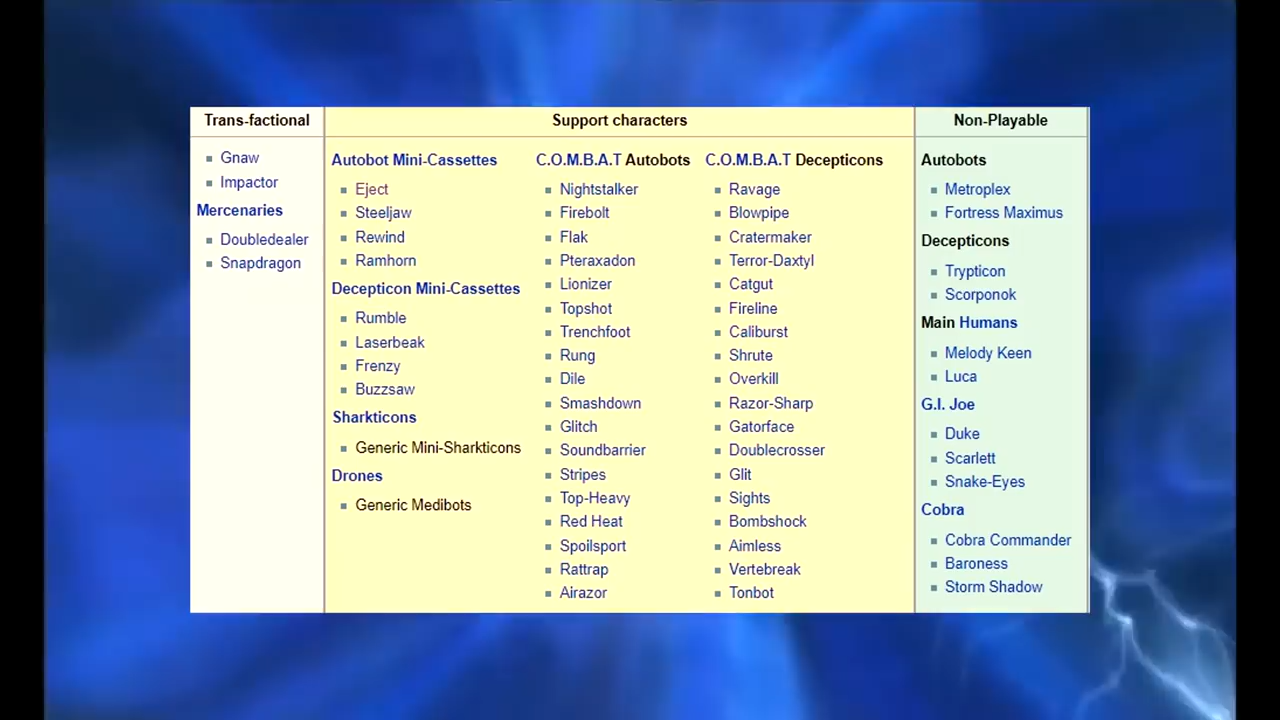 Trans-factional
Gnaw
Impactor
Mercenaries
Doubledealer
Snapdragon
Support characters
Autobot Mini-Cassettes
Eject
Steeljaw
Rewind
Ramhorn
Decepticon Mini-Cassettes
Rumble
Laserbeak
Frenzy
Buzzsaw
Sharkticons
Generic Mini-Sharkticons
Drones
Generic Medibots
C.O.M.B.A.T Autobots
Nightstalker
Firebolt
Flak
Pteraxadon
Lionizer
Topshot
Trenchfoot
Rung
Dile
Smashdown
Glitch
Soundbarrier
Stripes
Top-Heavy
Red Heat
Spoilsport
Rattrap
Airazor
C.O.M.B.A.T Decepticons
Ravage
Blowpipe
Cratermaker
Terror-Daxtyl
Catgut
Fireline
Caliburst
Shrute
Overkill
Razor-Sharp
Gatorface
Doublecrosser
Glit
Sights
Bombshock
Aimless
Vertebreak
Tonbot
Non-Playable
Autobots
Metroplex
Fortress Maximus
Decepticons
Trypticon
Scorponok
Main Humans
Melody Keen
Luca
G.I. Joe
Duke
Scarlett
Snake-Eyes
Cobra
Cobra Commander
Baroness
Storm Shadow